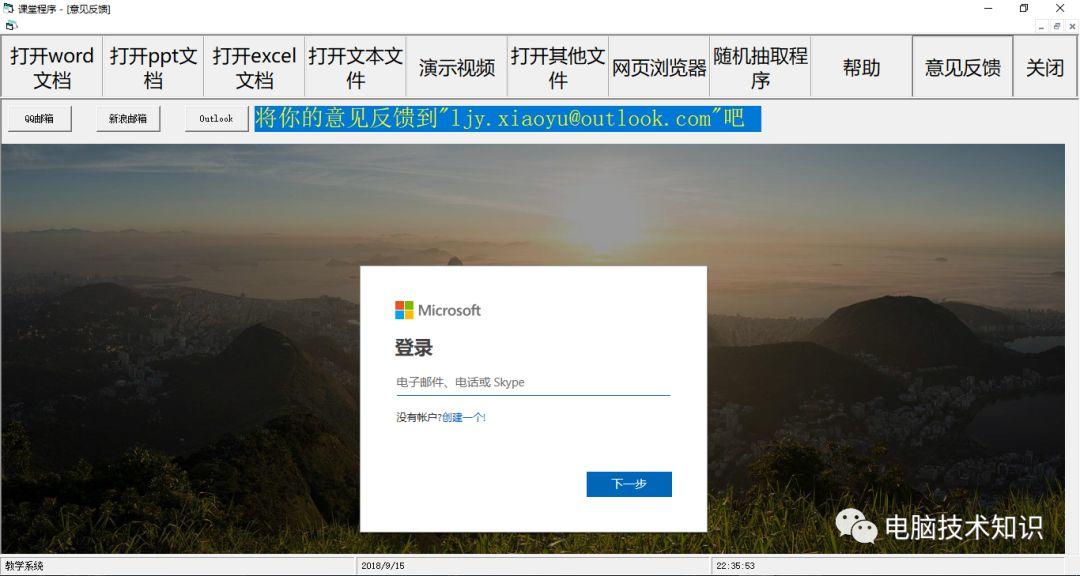 课堂程序 - [意见反馈]
打开word文档
打开ppt文档
打开excel文档
打开文本文件
演示视频
打开其他文件
网页浏览器
随机抽取程序
帮助
意见反馈
关闭
QQ邮箱
新浪邮箱
Outlook
将你的意见反馈到"ljy.xiaoyu@outlook.com"吧
Microsoft
登录
电子邮件、电话或 Skype
没有帐户?创建一个!
下一步
电脑技术知识
教学系统
2018/9/15
22:35:53